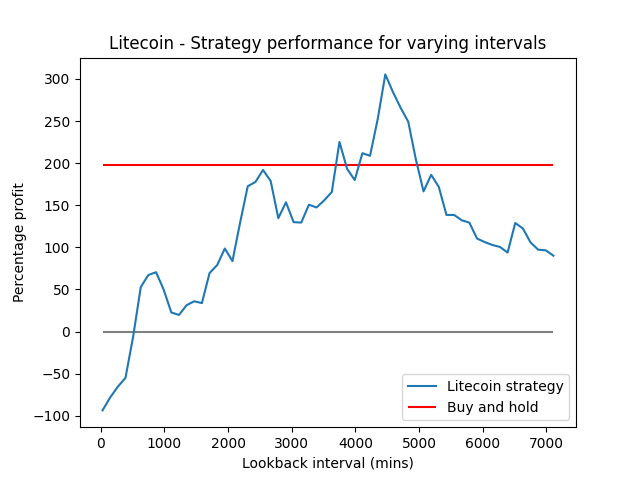 Litecoin - Strategy performance for varying intervals
Percentage profit
300
250
200
150
100
50
0
−50
−100
0 1000 2000 3000 4000 5000 6000 7000
Lookback interval (mins)
Litecoin strategy
Buy and hold